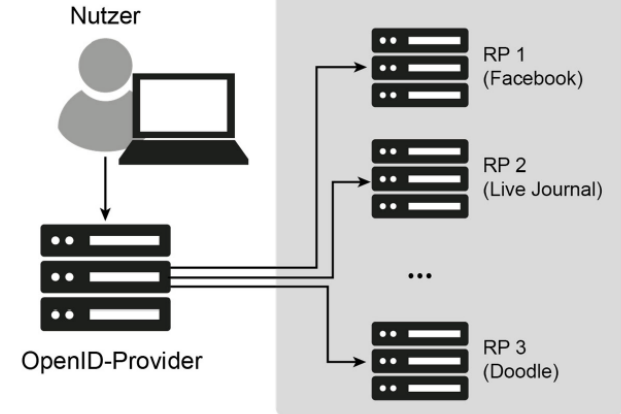 Nutzer
RP 1
(Facebook)
RP 2
(Live Journal)
...
RP 3
(Doodle)
OpenID-Provider